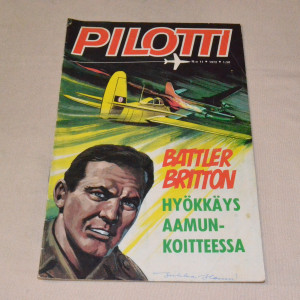 PILOTTI
BATTLER
BRITTON
HYÖKKÄYS
AAMUN-
KOITTEESSA